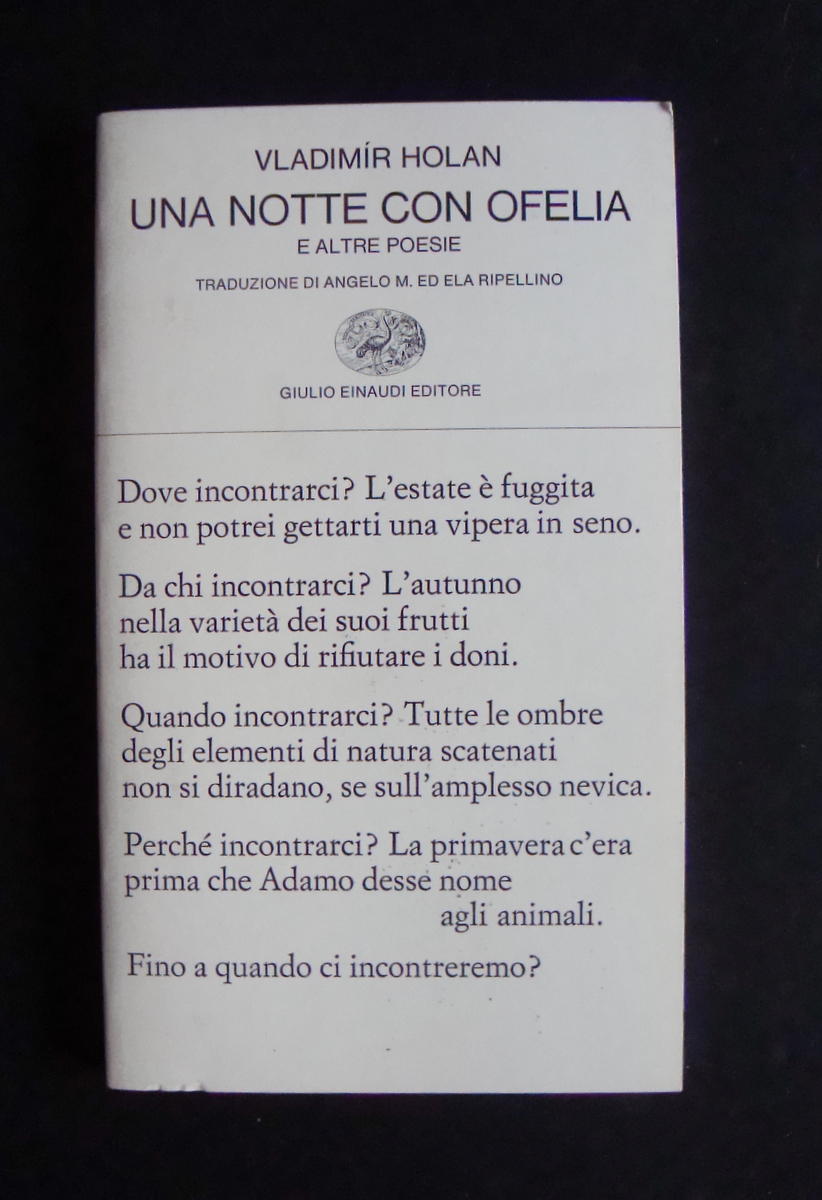 VLADIMÍR HOLAN
UNA NOTTE CON OFELIA
E ALTRE POESIE
TRADUZIONE DI ANGELO M. ED ELA RIPELLINO
GIULIO EINAUDI EDITORE
Dove incontrarci? L'estate è fuggita
e non potrei gettarti una vipera in seno.
Da chi incontrarci? L'autunno
nella varietà dei suoi frutti
ha il motivo di rifiutare i doni.
Quando incontrarci? Tutte le ombre
degli elementi di natura scatenati
non si diradano, se sull'amplesso nevica.
Perché incontrarci? La primavera c'era
prima che Adamo desse nome
agli animali.
Fino a quando ci incontreremo?